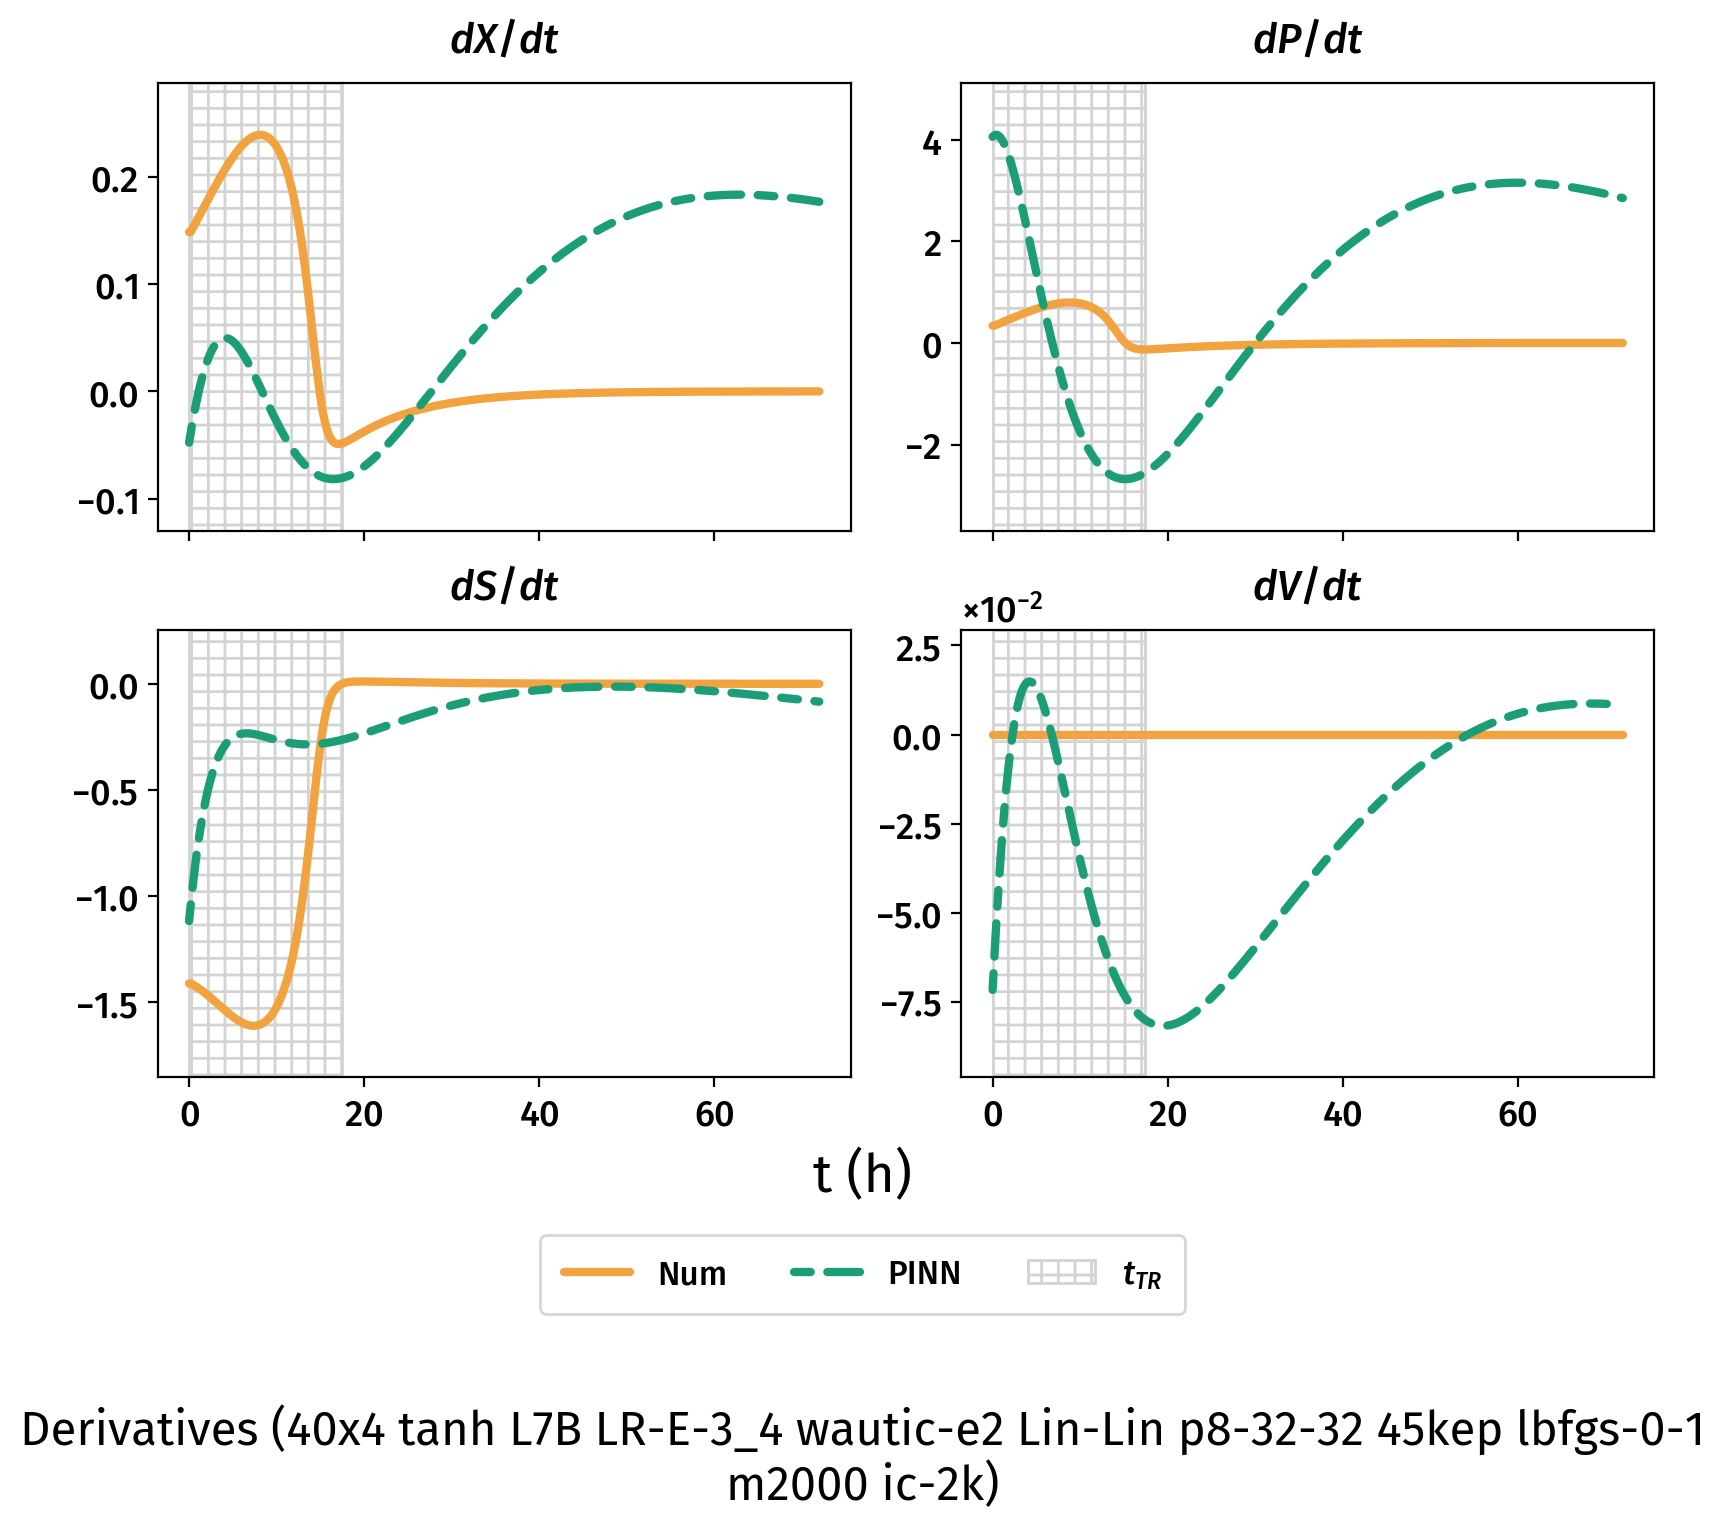 dX/dt
dP/dt
0.2
0.1
0.0
−0.1
4
2
0
−2
dS/dt
dV/dt
×10⁻²
0.0
−0.5
−1.0
−1.5
2.5
0.0
−2.5
−5.0
−7.5
0 20 40 60
0 20 40 60
t (h)
Num PINN t_TR
Derivatives (40x4 tanh L7B LR-E-3_4 wautic-e2 Lin-Lin p8-32-32 45kep lbfgs-0-1
m2000 ic-2k)